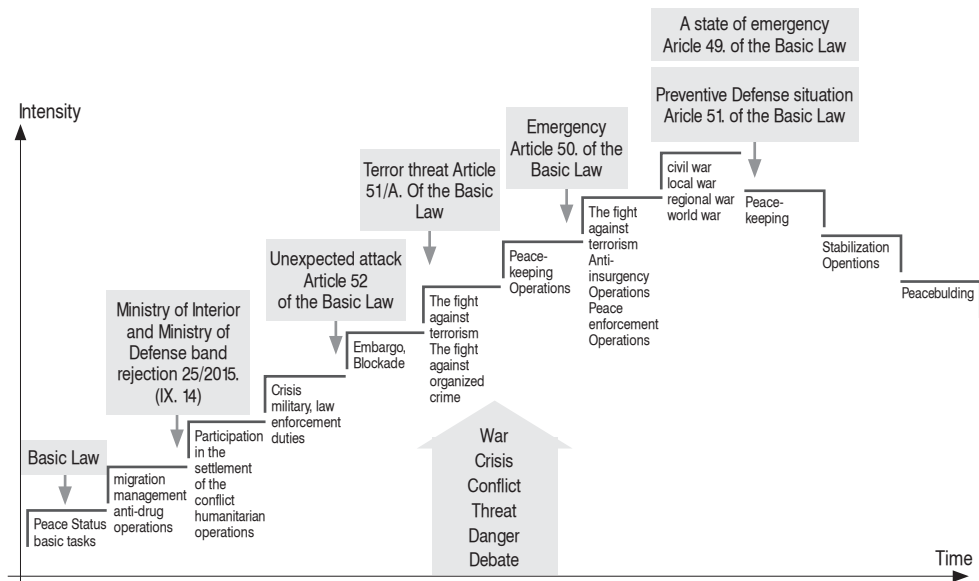 A state of emergency
Aricle 49. of the Basic Law
Preventive Defense situation
Aricle 51. of the Basic Law
Intensity
Emergency
Article 50. of the
Basic Law
Terror threat Article
51/A. Of the Basic
Law
Unexpected attack
Article 52
of the Basic Law
Ministry of Interior
and Ministry of
Defense band
rejection 25/2015.
(IX. 14)
Basic Law
Peace Status
basic tasks
migration
management
anti-drug
operations
Participation
in the
settlement
of the
conflict
humanitarian
operations
Crisis
military, law
enforcement
duties
Embargo,
Blockade
The fight
against
terrorism
The fight
against
organized
crime
Peace-
keeping
Operations
The fight
against
terrorism
Anti-
insurgency
Operations
Peace
enforcement
Operations
civil war
local war
regional war
world war
Peace-
keeping
Stabilization
Opentions
Peacebulding
War
Crisis
Conflict
Threat
Danger
Debate
Time